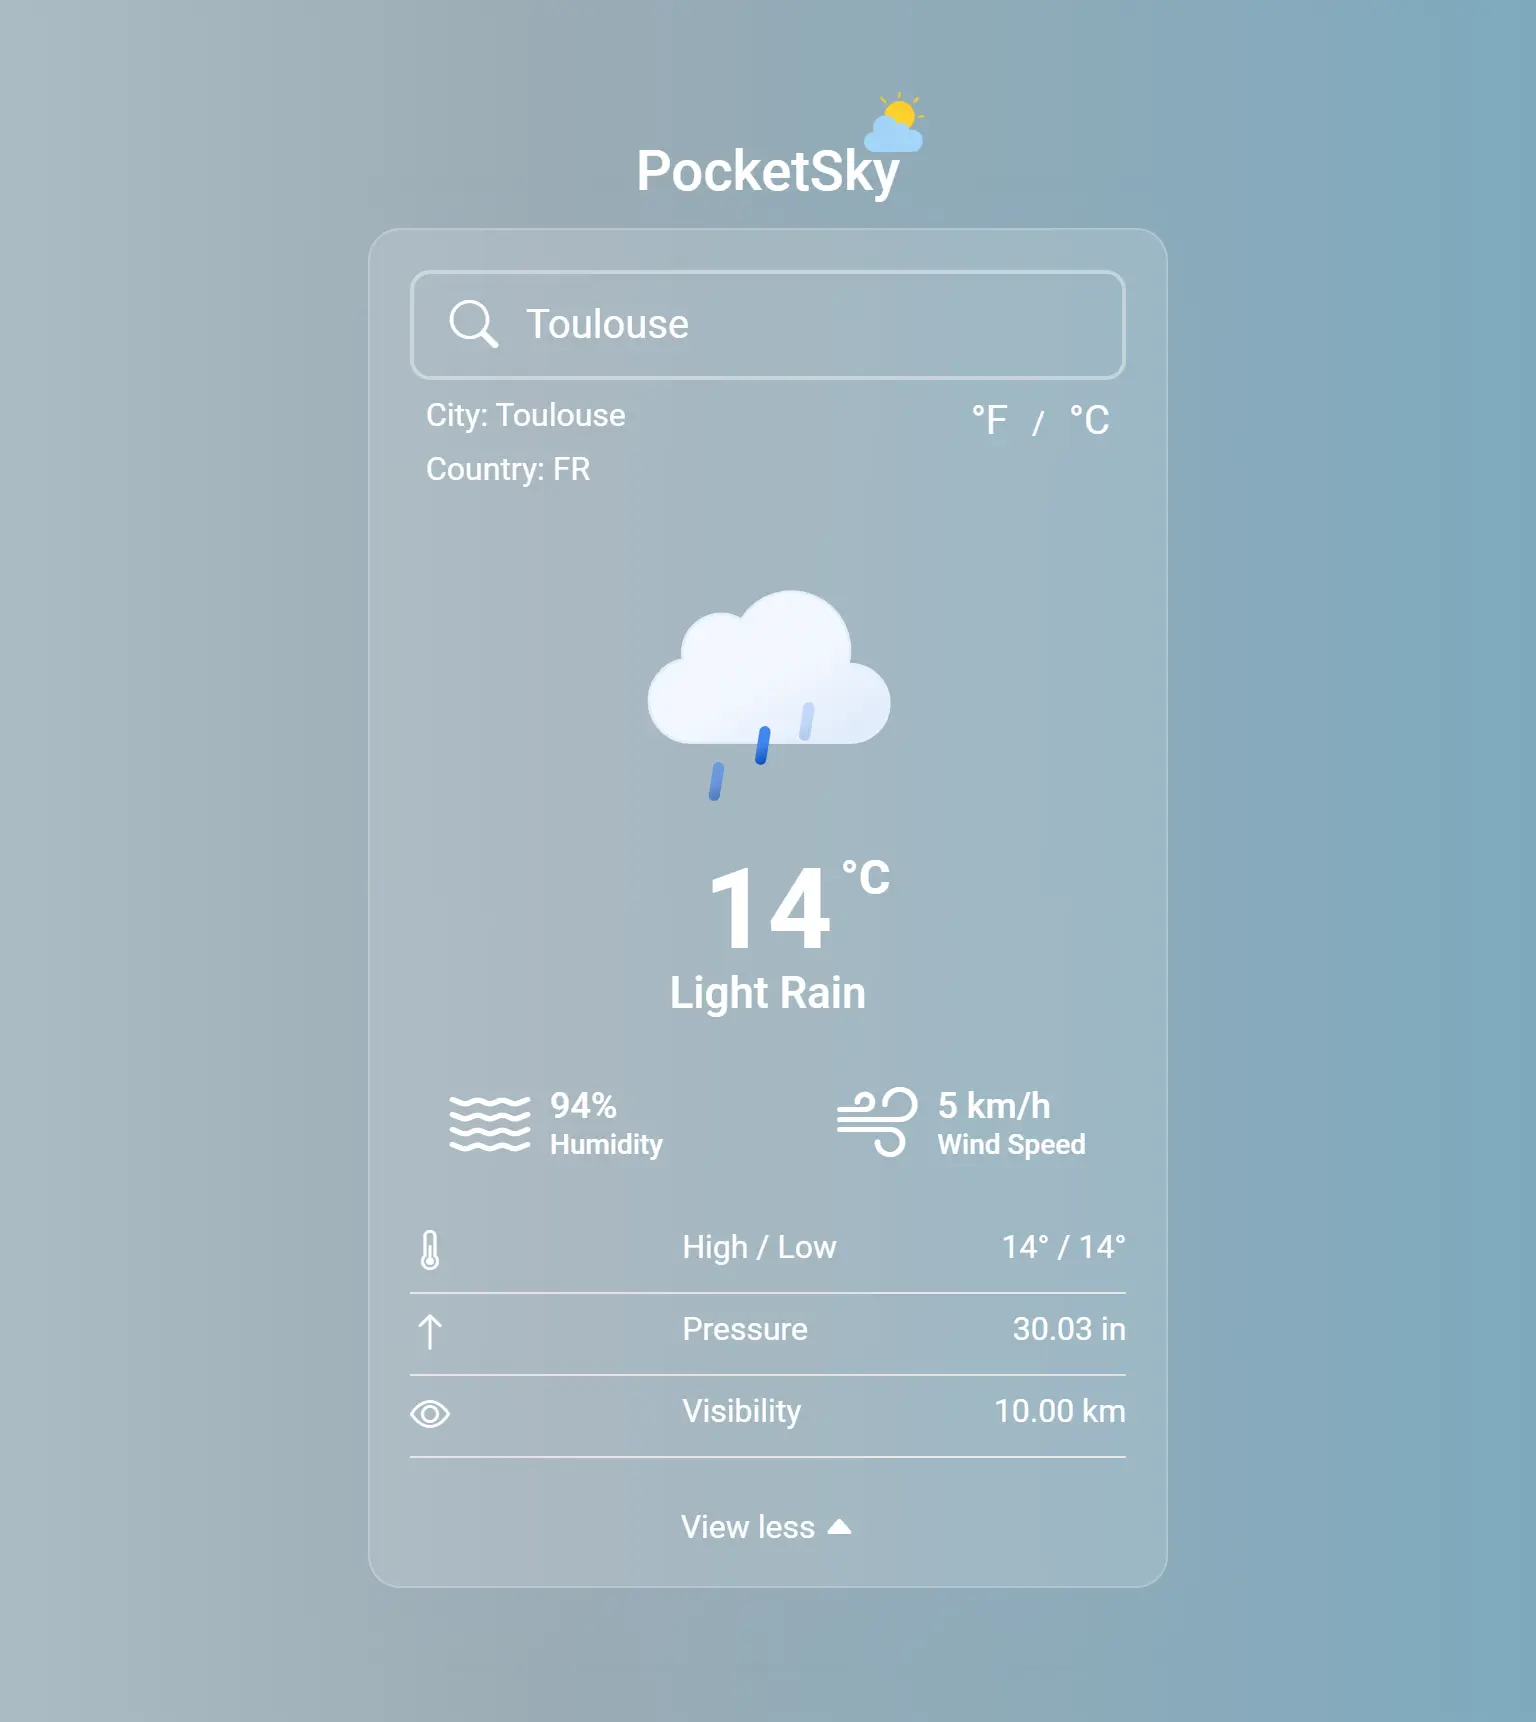 PocketSky
Toulouse
City: Toulouse
°F / °C
Country: FR
14 °C
Light Rain
94%
Humidity
5 km/h
Wind Speed
High / Low 14° / 14°
Pressure 30.03 in
Visibility 10.00 km
View less